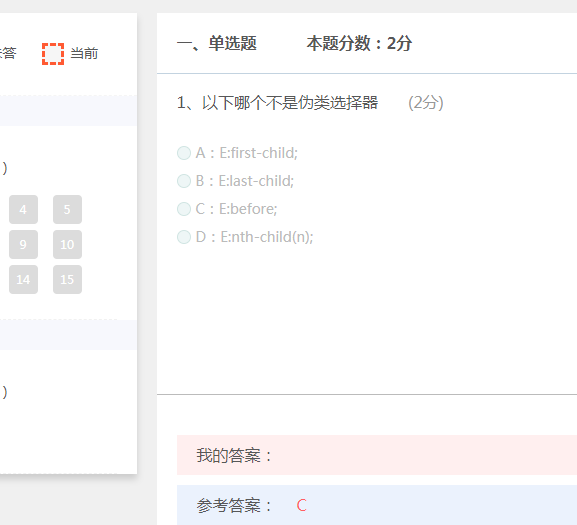 未答 当前
一、单选题 本题分数：2分
1、以下哪个不是伪类选择器 (2分)
A：E:first-child;
B：E:last-child;
C：E:before;
D：E:nth-child(n);
)
4 5
9 10
14 15
)
我的答案：
参考答案： C